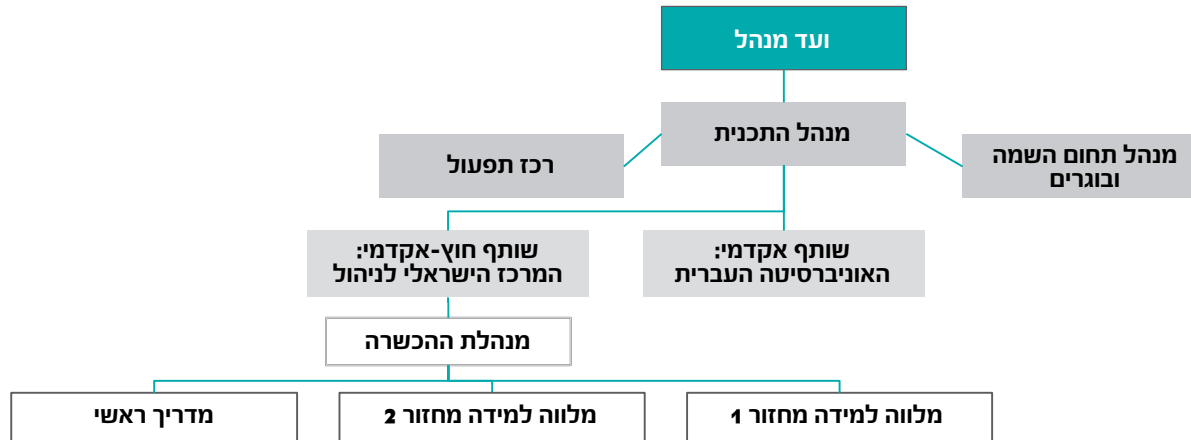 ועד מנהל
מנהל התכנית
מנהל תחום השמה
ובוגרים
רכז תפעול
שותף אקדמי:
האוניברסיטה העברית
שותף חוץ-אקדמי:
המרכז הישראלי לניהול
מנהלת ההכשרה
מלווה למידה מחזור 1
מלווה למידה מחזור 2
מדריך ראשי